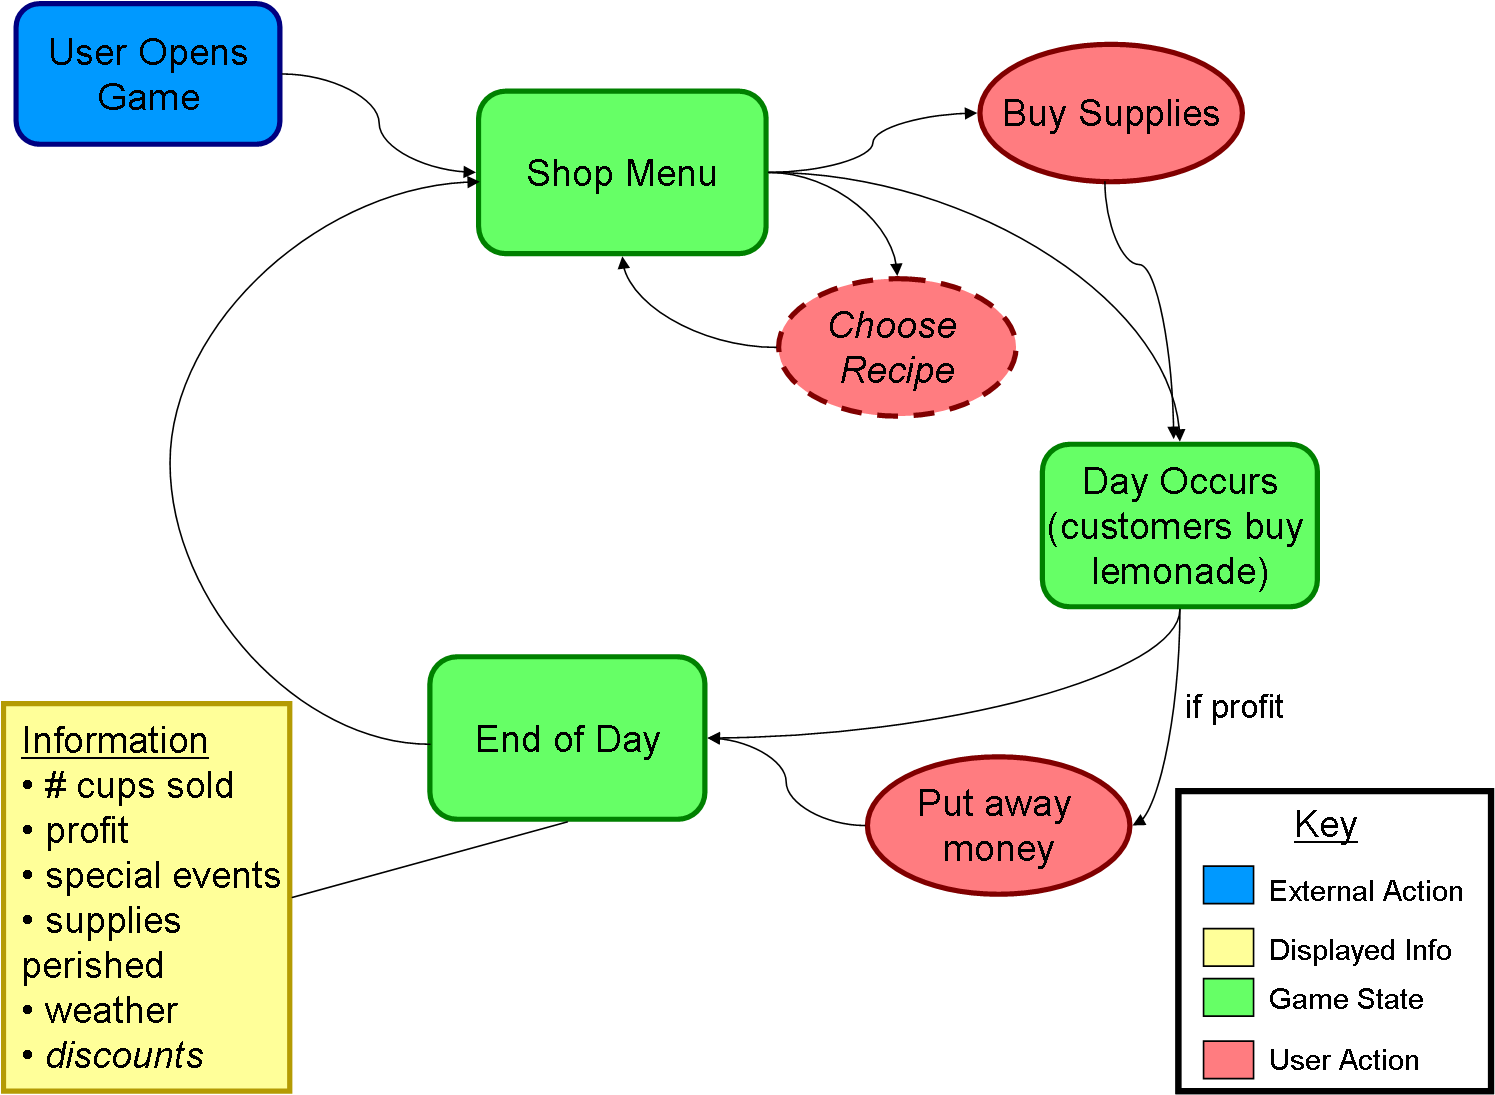 User Opens
Game
Shop Menu
Buy Supplies
Choose
Recipe
Day Occurs
(customers buy
lemonade)
if profit
End of Day
Put away
money
Information
• # cups sold
• profit
• special events
• supplies
perished
• weather
• discounts
Key
External Action
Displayed Info
Game State
User Action